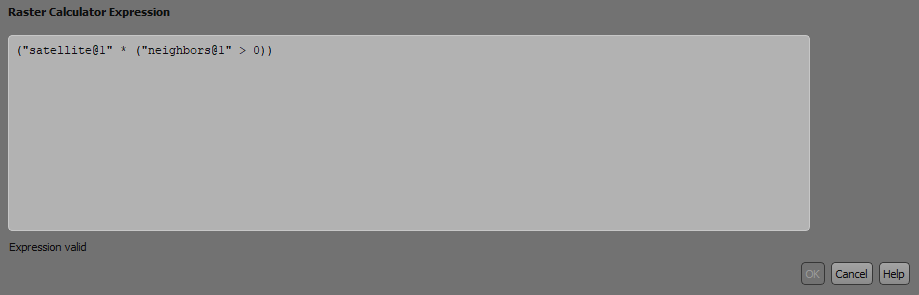 Raster Calculator Expression
("satellite@1" * ("neighbors@1" > 0))
Expression valid
OK Cancel Help